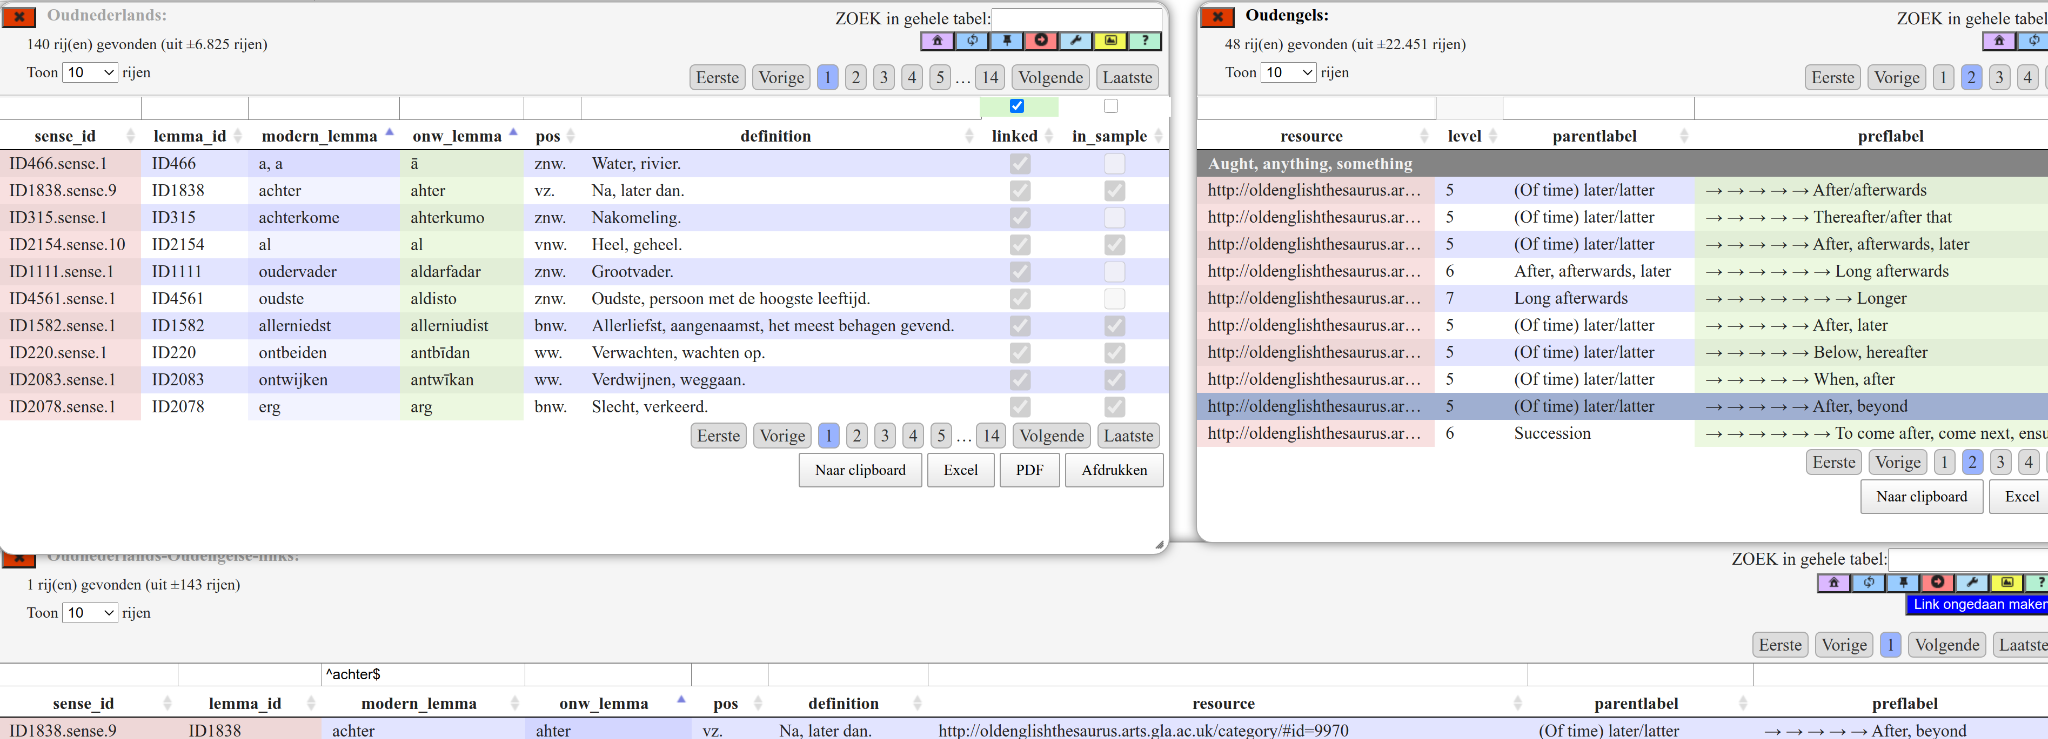 Oudnederlands:
ZOEK in gehele tabel:
140 rij(en) gevonden (uit ±6.825 rijen)
?
Toon 10 rijen
Eerste Vorige 1 2 3 4 5 … 14 Volgende Laatste
sense_id lemma_id modern_lemma onw_lemma pos definition linked in_sample
ID466.sense.1 ID466 a, a ā znw. Water, rivier.
ID1838.sense.9 ID1838 achter ahter vz. Na, later dan.
ID315.sense.1 ID315 achterkome ahterkumo znw. Nakomeling.
ID2154.sense.10 ID2154 al al vnw. Heel, geheel.
ID1111.sense.1 ID1111 oudervader aldarfadar znw. Grootvader.
ID4561.sense.1 ID4561 oudste aldisto znw. Oudste, persoon met de hoogste leeftijd.
ID1582.sense.1 ID1582 allerniedst allerniudist bnw. Allerliefst, aangenaamst, het meest behagen gevend.
ID220.sense.1 ID220 ontbeiden antbīdan ww. Verwachten, wachten op.
ID2083.sense.1 ID2083 ontwijken antwīkan ww. Verdwijnen, weggaan.
ID2078.sense.1 ID2078 erg arg bnw. Slecht, verkeerd.
Eerste Vorige 1 2 3 4 5 … 14 Volgende Laatste
Naar clipboard Excel PDF Afdrukken
Oudengels:
ZOEK in gehele tabel
48 rij(en) gevonden (uit ±22.451 rijen)
Toon 10 rijen
Eerste Vorige 1 2 3 4
resource level parentlabel preflabel
Aught, anything, something
http://oldenglishthesaurus.ar… 5 (Of time) later/latter →→→→→ After/afterwards
http://oldenglishthesaurus.ar… 5 (Of time) later/latter →→→→→ Thereafter/after that
http://oldenglishthesaurus.ar… 5 (Of time) later/latter →→→→→ After, afterwards, later
http://oldenglishthesaurus.ar… 6 After, afterwards, later →→→→→→ Long afterwards
http://oldenglishthesaurus.ar… 7 Long afterwards →→→→→→→ Longer
http://oldenglishthesaurus.ar… 5 (Of time) later/latter →→→→→ After, later
http://oldenglishthesaurus.ar… 5 (Of time) later/latter →→→→→ Below, hereafter
http://oldenglishthesaurus.ar… 5 (Of time) later/latter →→→→→ When, after
http://oldenglishthesaurus.ar… 5 (Of time) later/latter →→→→→ After, beyond
http://oldenglishthesaurus.ar… 6 Succession →→→→→→ To come after, come next, ensu
Eerste Vorige 1 2 3 4
Naar clipboard Excel
Oudnederlands-Oudengelse-links:
ZOEK in gehele tabel:
1 rij(en) gevonden (uit ±143 rijen)
?
Link ongedaan maken
Toon 10 rijen
Eerste Vorige 1 Volgende Laatste
^achter$
sense_id lemma_id modern_lemma onw_lemma pos definition resource parentlabel preflabel
ID1838.sense.9 ID1838 achter ahter vz. Na, later dan. http://oldenglishthesaurus.arts.gla.ac.uk/category/#id=9970 (Of time) later/latter →→→→→ After, beyond